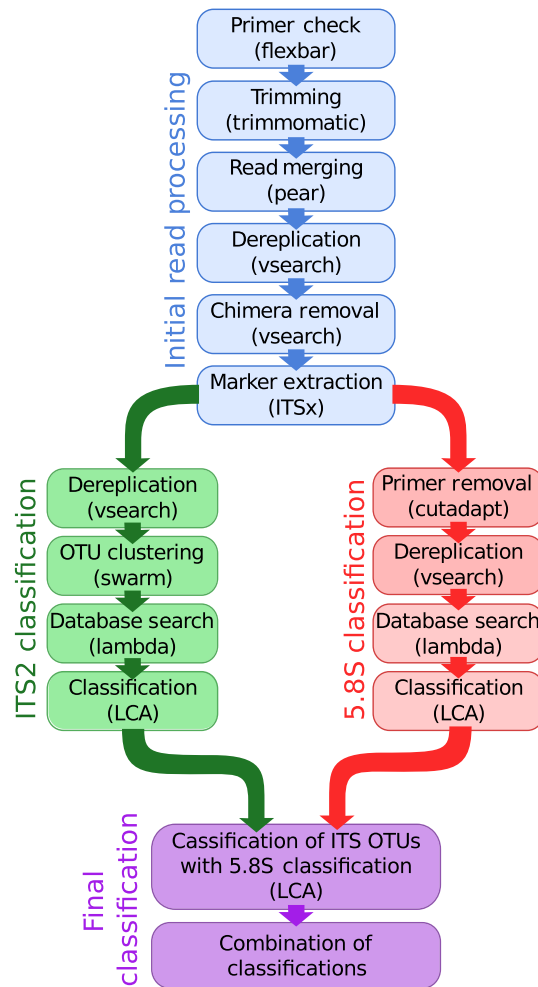 Initial read processing
Primer check
(flexbar)
Trimming
(trimmomatic)
Read merging
(pear)
Dereplication
(vsearch)
Chimera removal
(vsearch)
Marker extraction
(ITSx)
ITS2 classification
Dereplication
(vsearch)
OTU clustering
(swarm)
Database search
(lambda)
Classification
(LCA)
5.8S classification
Primer removal
(cutadapt)
Dereplication
(vsearch)
Database search
(lambda)
Classification
(LCA)
Final
classification
Cassification of ITS OTUs
with 5.8S classification
(LCA)
Combination of
classifications